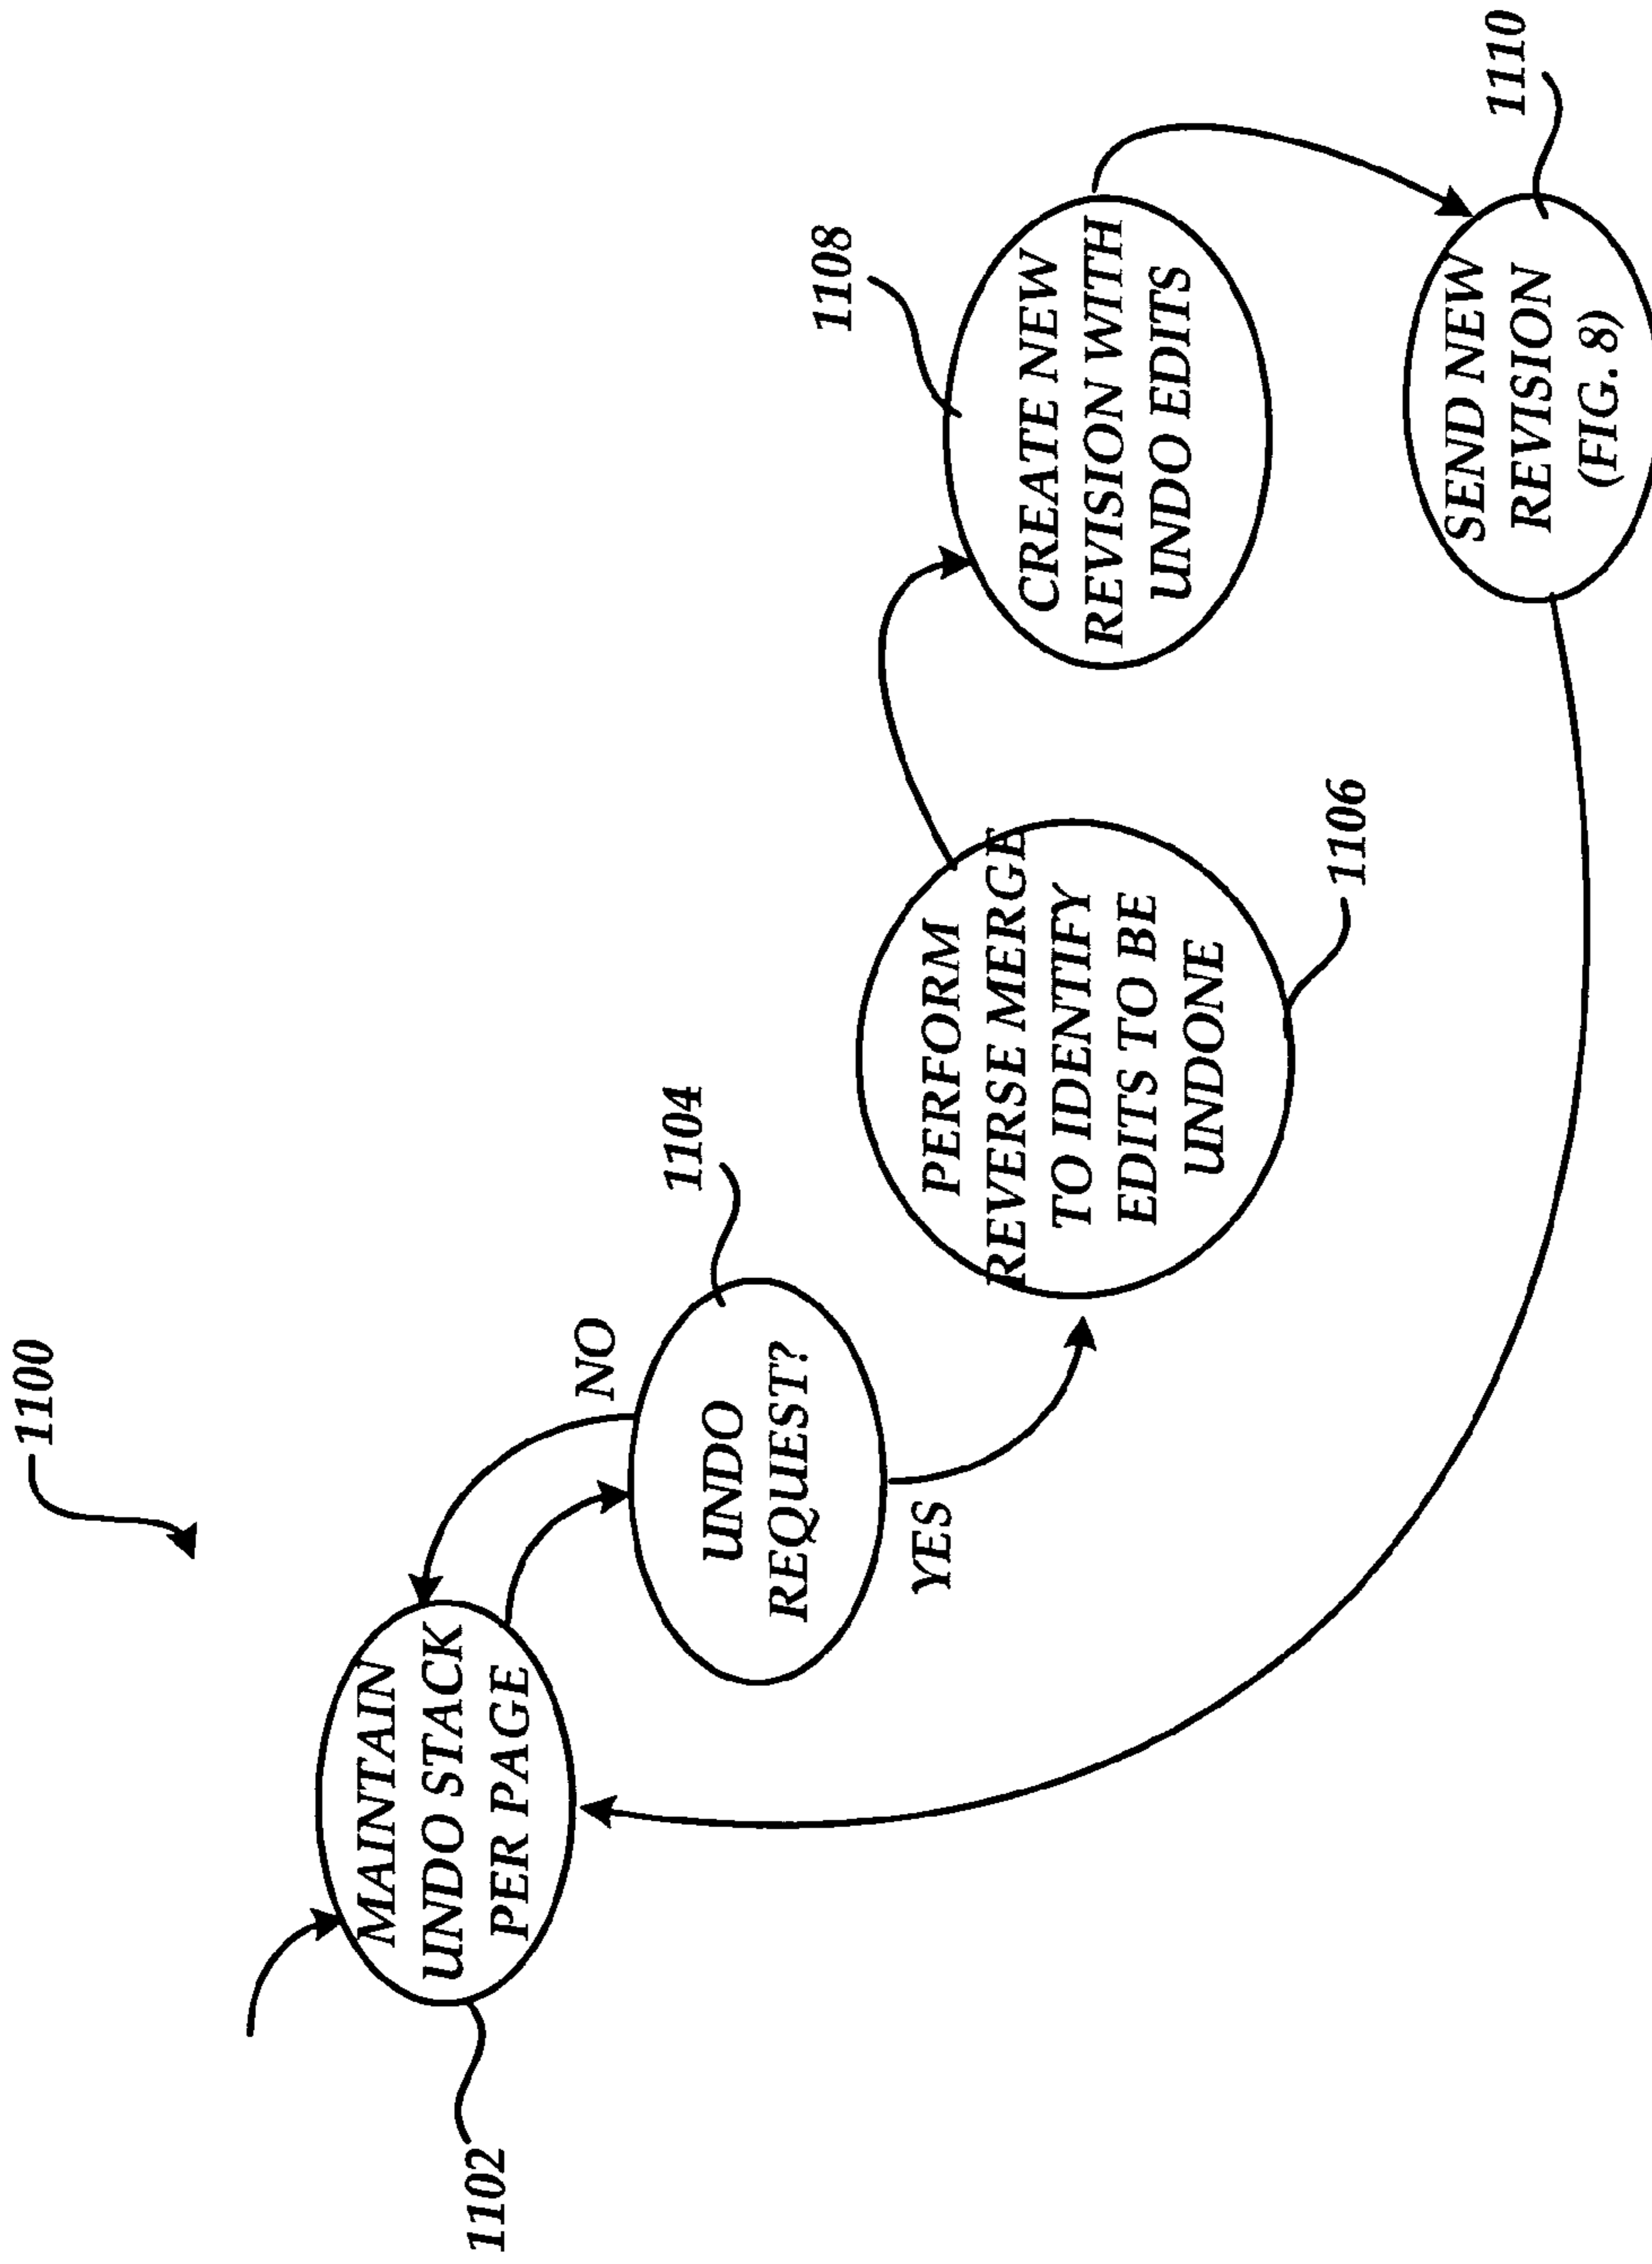 1100
1102
MAINTAIN
UNDO STACK
PER PAGE
NO
1104
UNDO
REQUEST?
YES
PERFORM
REVERSE MERGE
TO IDENTIFY
EDITS TO BE
UNDONE
1106
1108
CREATE NEW
REVISION WITH
UNDO EDITS
1110
SEND NEW
REVISION
(FIG. 8)